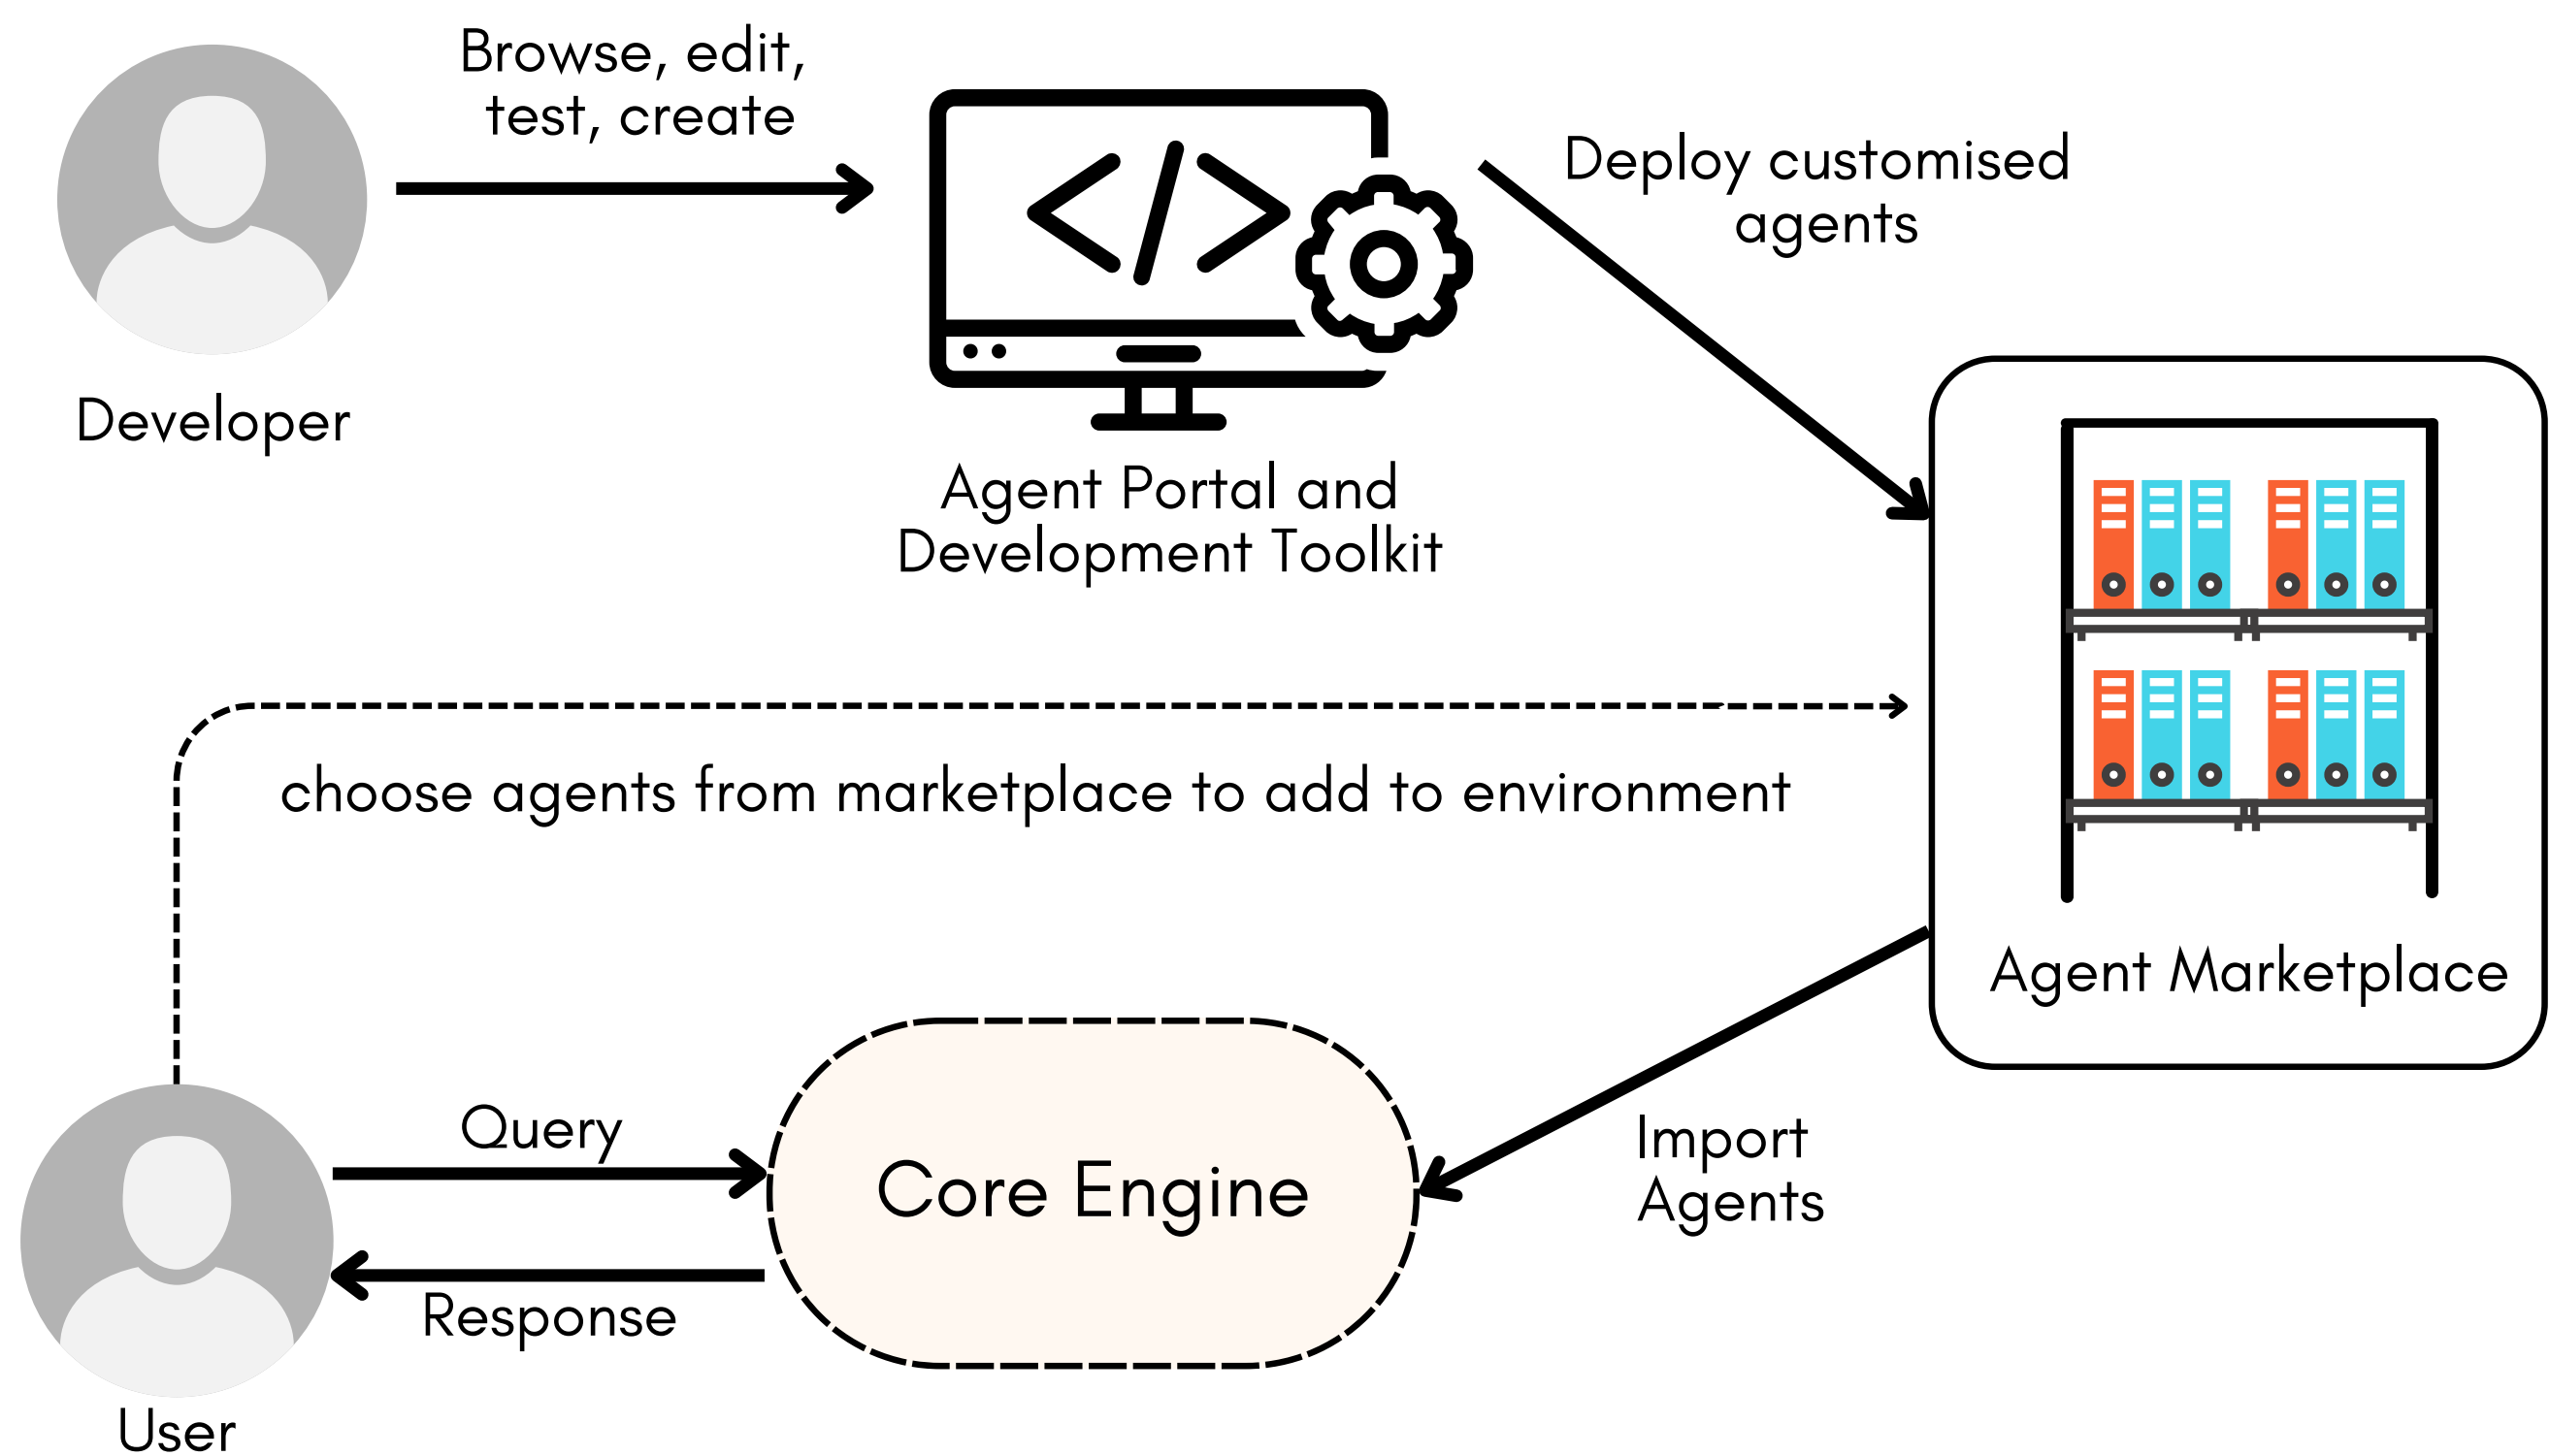 Browse, edit,
test, create
Developer
Agent Portal and
Development Toolkit
Deploy customised
agents
Agent Marketplace
choose agents from marketplace to add to environment
Query
Response
User
Core Engine
Import
Agents